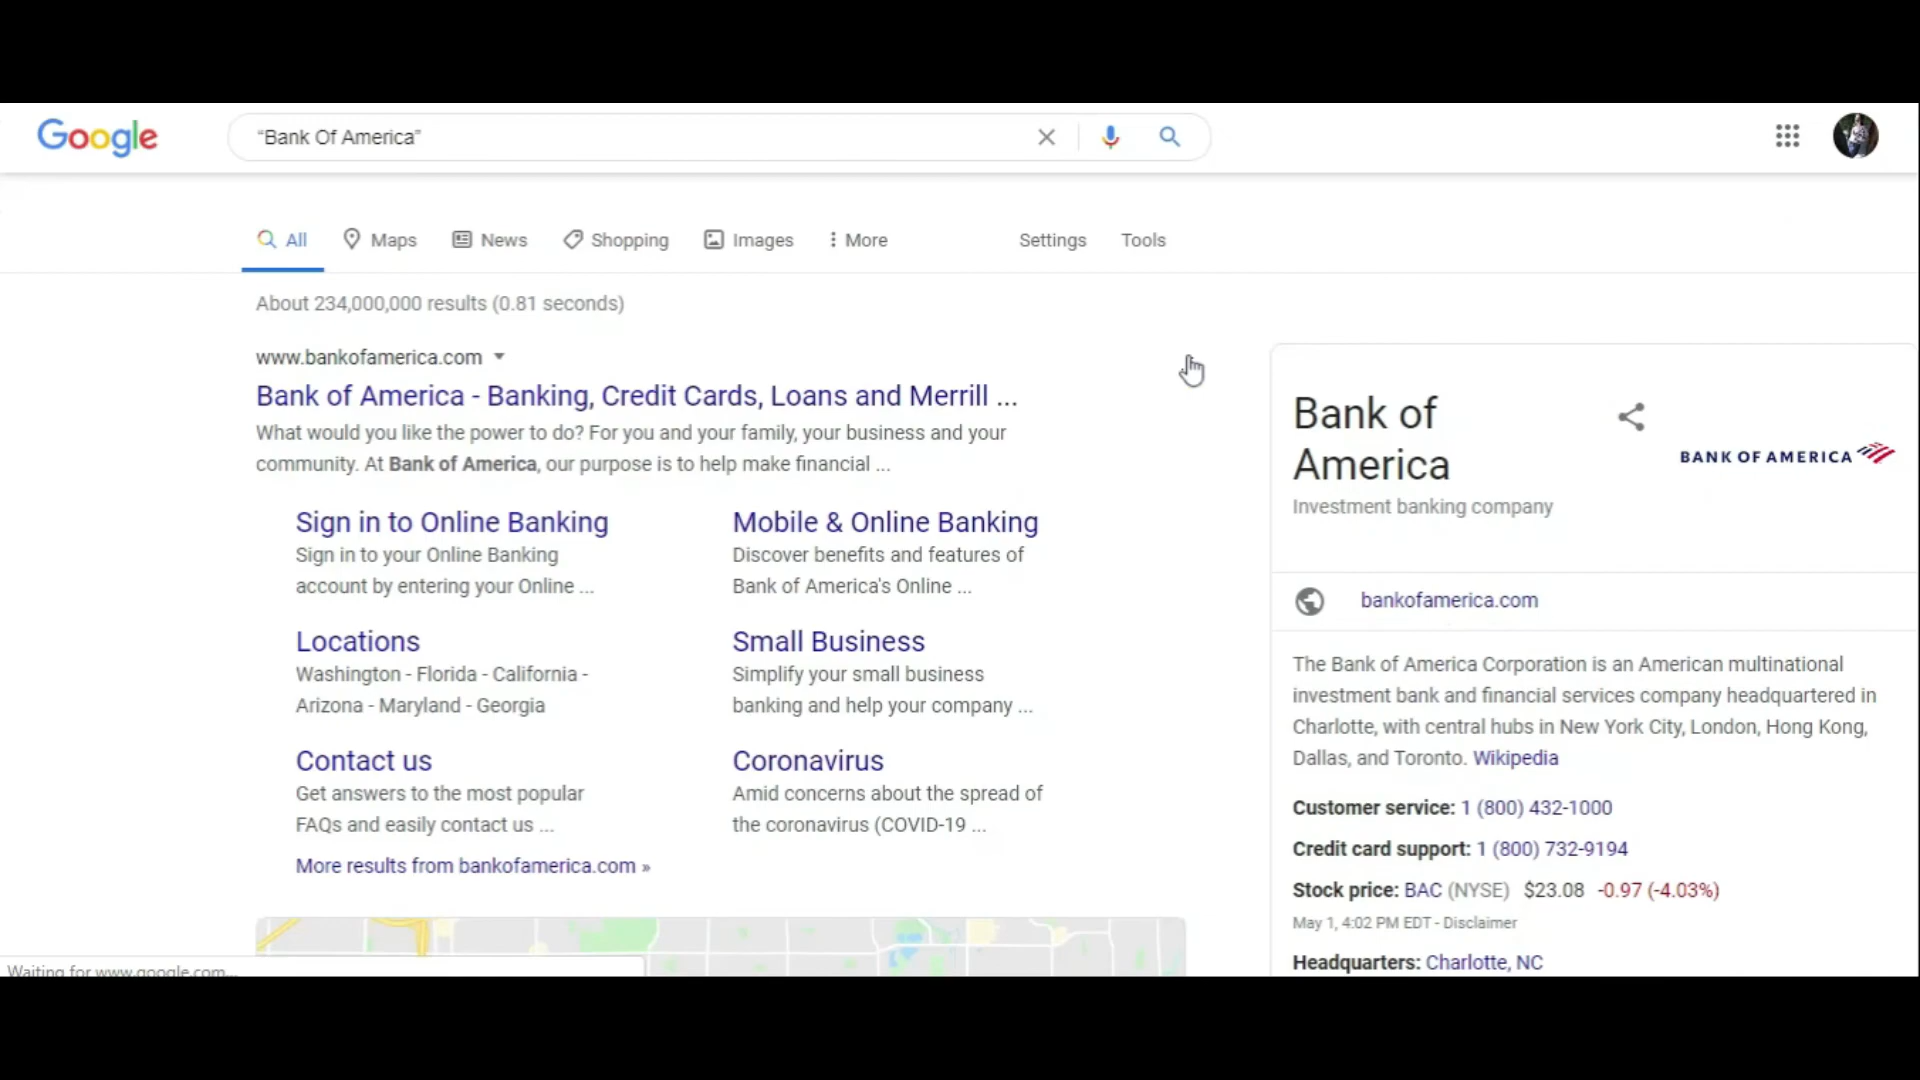 Google
“Bank Of America”
All
Maps
News
Shopping
Images
More
Settings
Tools
About 234,000,000 results (0.81 seconds)
www.bankofamerica.com
Bank of America - Banking, Credit Cards, Loans and Merrill ...
What would you like the power to do? For you and your family, your business and your
community. At Bank of America, our purpose is to help make financial ...
Sign in to Online Banking
Sign in to your Online Banking
account by entering your Online ...
Mobile & Online Banking
Discover benefits and features of
Bank of America's Online ...
Locations
Washington - Florida - California -
Arizona - Maryland - Georgia
Small Business
Simplify your small business
banking and help your company ...
Contact us
Get answers to the most popular
FAQs and easily contact us ...
Coronavirus
Amid concerns about the spread of
the coronavirus (COVID-19 ...
More results from bankofamerica.com »
Waiting for www.google.com...
Bank of
America
Investment banking company
BANK OF AMERICA
bankofamerica.com
The Bank of America Corporation is an American multinational
investment bank and financial services company headquartered in
Charlotte, with central hubs in New York City, London, Hong Kong,
Dallas, and Toronto. Wikipedia
Customer service: 1 (800) 432-1000
Credit card support: 1 (800) 732-9194
Stock price: BAC (NYSE) $23.08 -0.97 (-4.03%)
May 1, 4:02 PM EDT - Disclaimer
Headquarters: Charlotte, NC